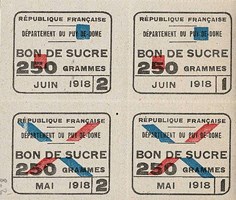 RÉPUBLIQUE FRANÇAISE
DÉPARTEMENT DU PUY-DE-DOME
BON DE SUCRE
250 GRAMMES
JUIN 1918 2
RÉPUBLIQUE FRANÇAISE
DÉPARTEMENT DU PUY-DE-DOME
BON DE SUCRE
250 GRAMMES
JUIN 1918 1
RÉPUBLIQUE FRANÇAISE
DÉPARTEMENT DU PUY-DE-DOME
BON DE SUCRE
250 GRAMMES
MAI 1918 2
RÉPUBLIQUE FRANÇAISE
DÉPARTEMENT DU PUY-DE-DOME
BON DE SUCRE
250 GRAMMES
MAI 1918 1